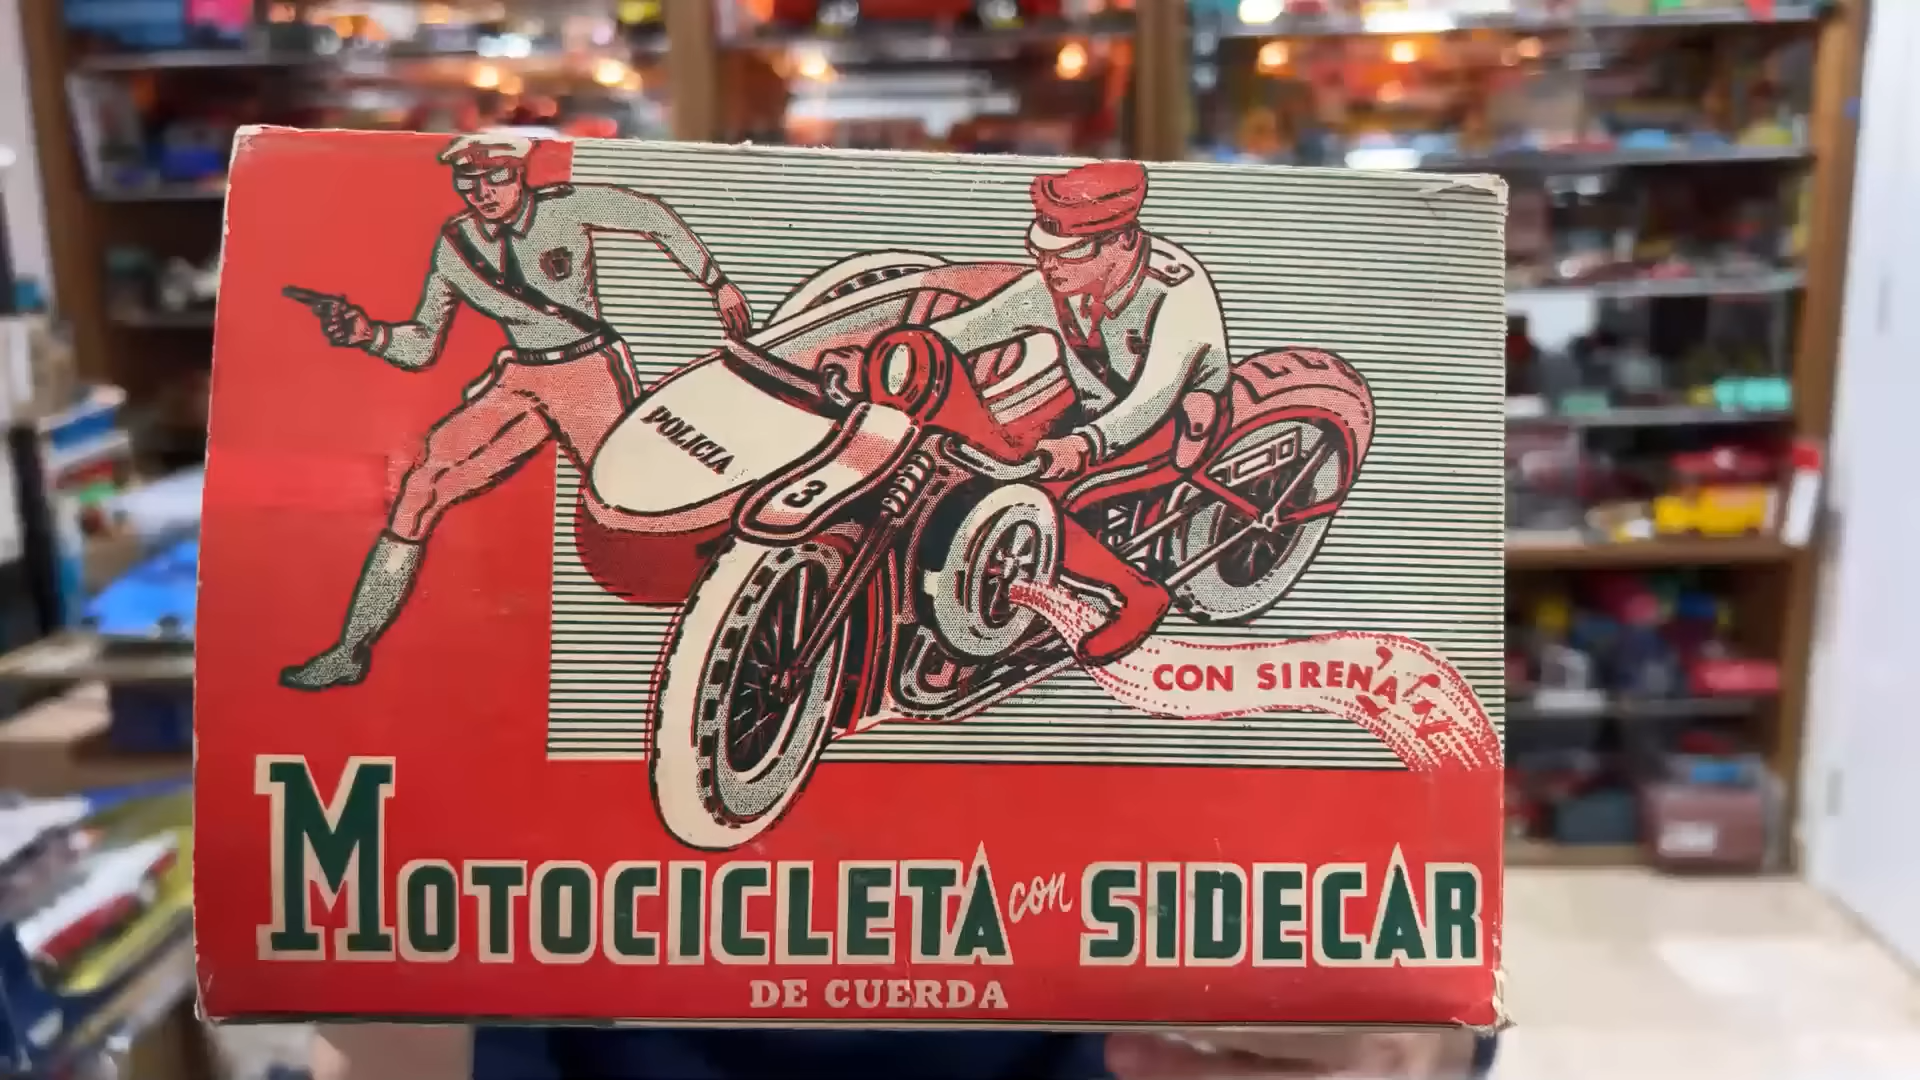 POLICIA
3
CON SIRENA
MOTOCICLETA con SIDECAR
DE CUERDA